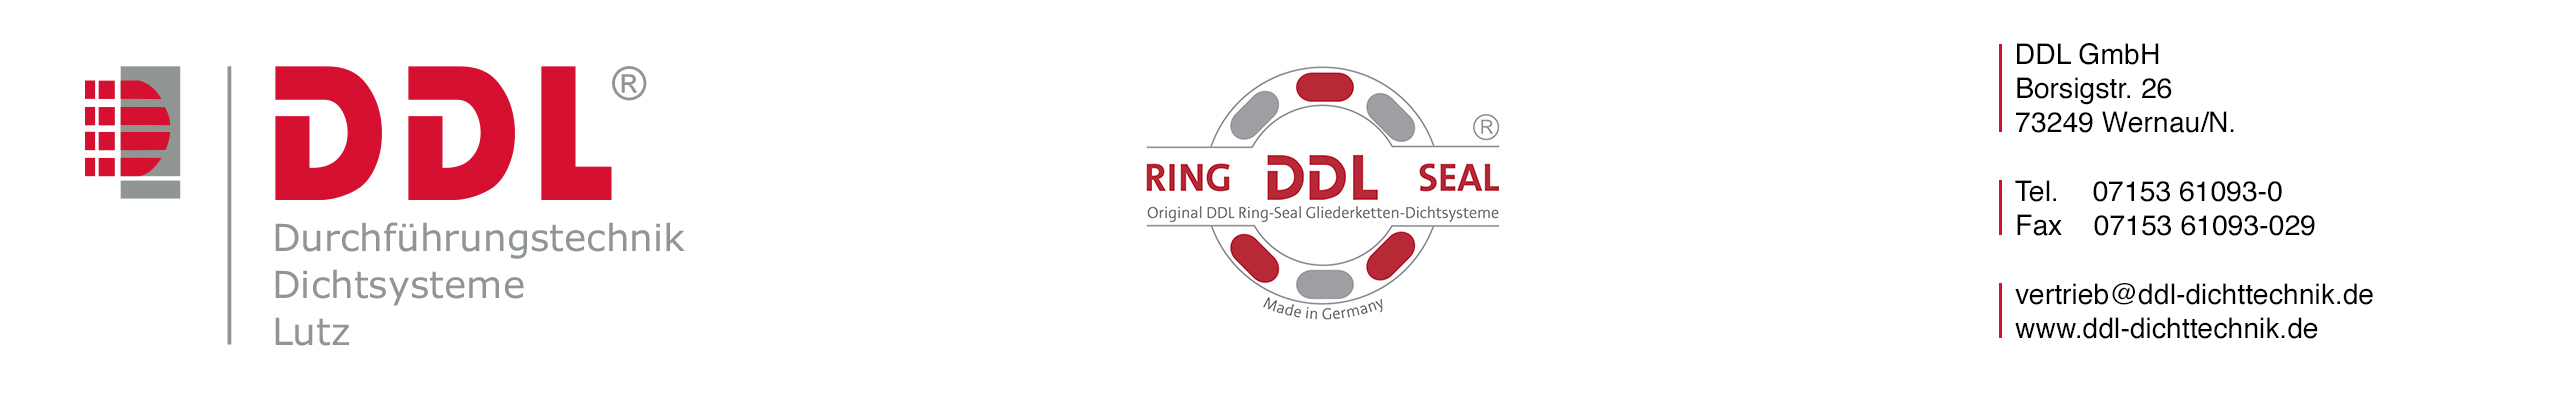 DDL®
Durchführungstechnik
Dichtsysteme
Lutz
®
RING DDL SEAL
Original DDL Ring-Seal Gliederketten-Dichtsysteme
Made in Germany
DDL GmbH
Borsigstr. 26
73249 Wernau/N.
Tel. 07153 61093-0
Fax 07153 61093-029
vertrieb@ddl-dichttechnik.de
www.ddl-dichttechnik.de